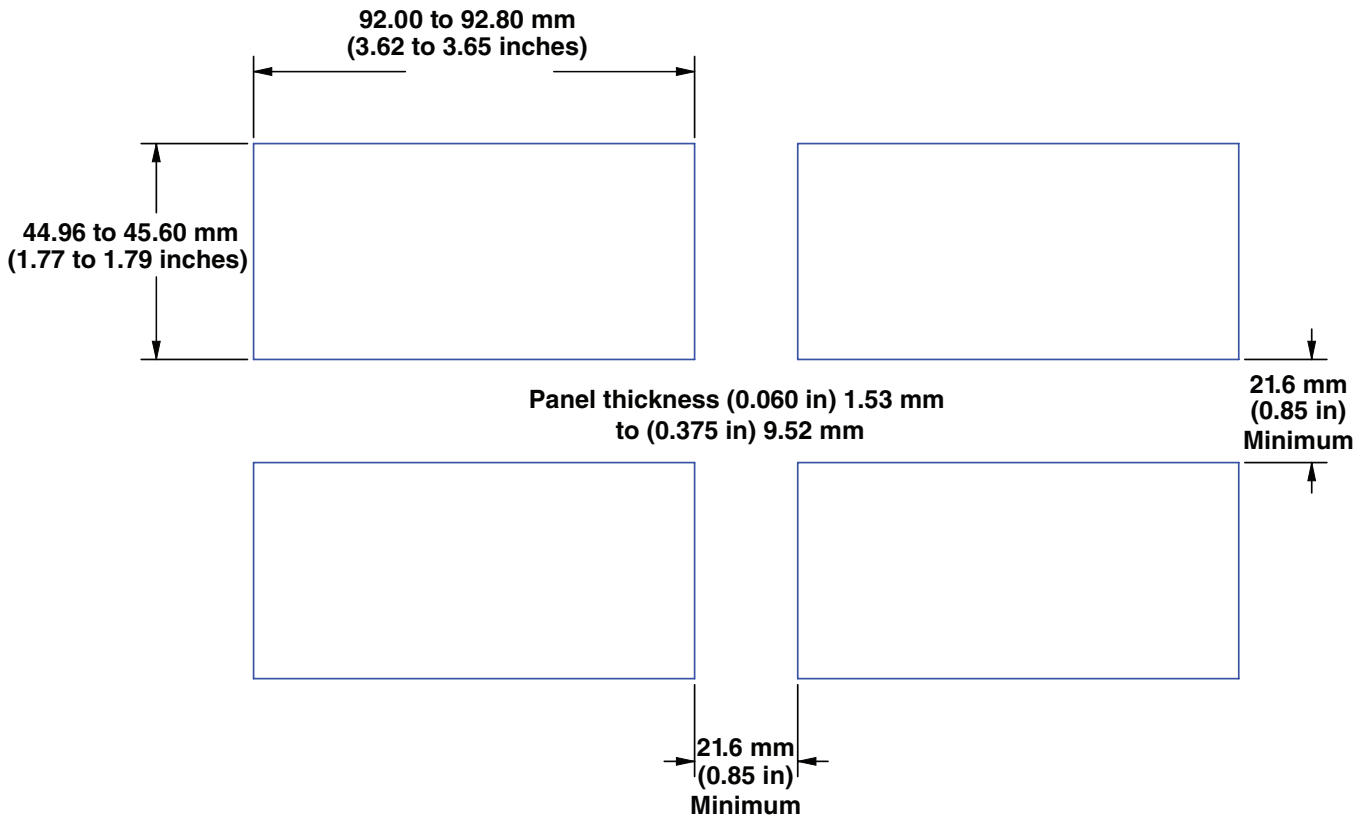 92.00 to 92.80 mm
(3.62 to 3.65 inches)
44.96 to 45.60 mm
(1.77 to 1.79 inches)
Panel thickness (0.060 in) 1.53 mm
to (0.375 in) 9.52 mm
21.6 mm
(0.85 in)
Minimum
21.6 mm
(0.85 in)
Minimum